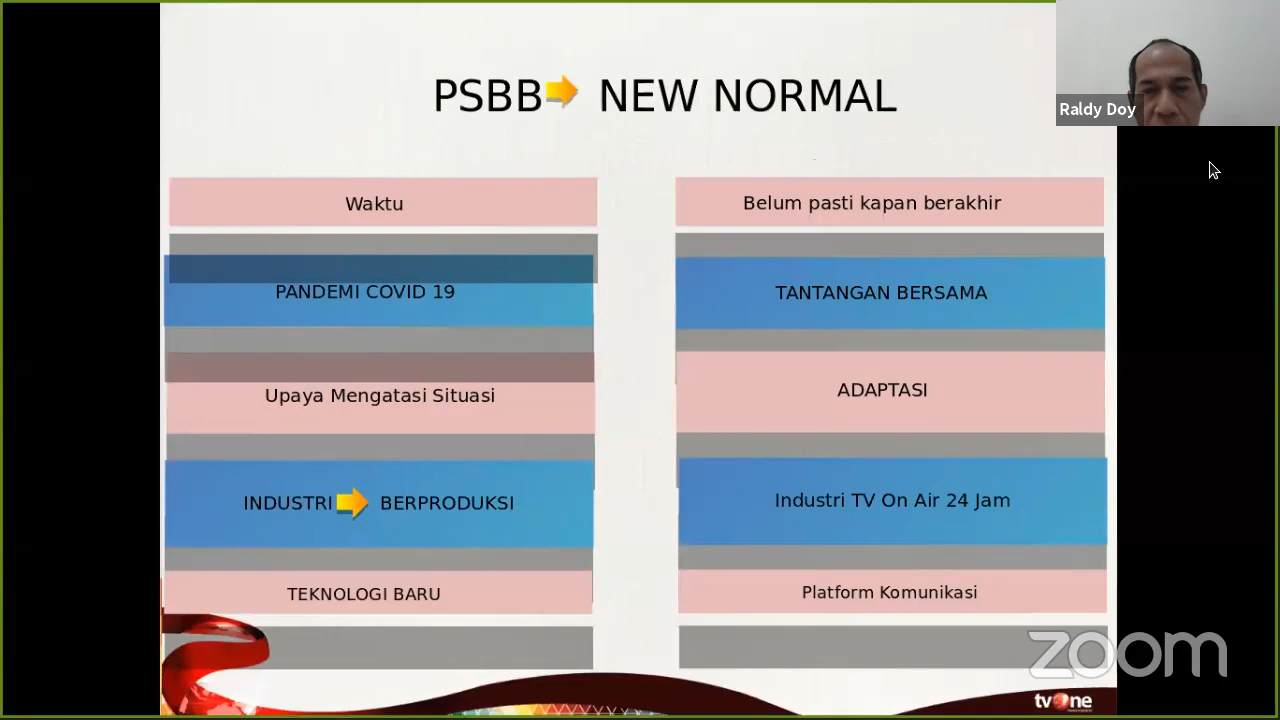 PSBB NEW NORMAL
Raldy Doy
Waktu
Belum pasti kapan berakhir
PANDEMI COVID 19
TANTANGAN BERSAMA
Upaya Mengatasi Situasi
ADAPTASI
INDUSTRI BERPRODUKSI
Industri TV On Air 24 Jam
TEKNOLOGI BARU
Platform Komunikasi
zoom
tvOne